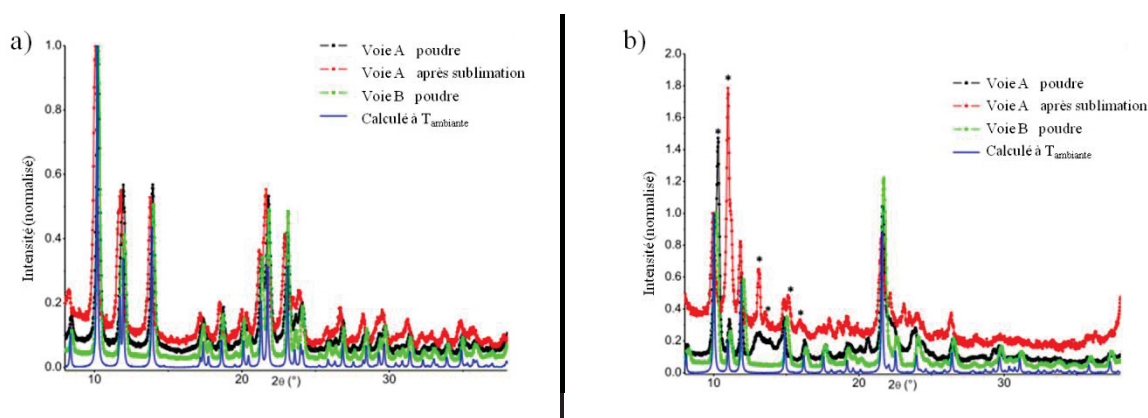 a)
Voie A poudre
Voie A après sublimation
Voie B poudre
Calculé à Tambiante
Intensité (normalisé)
1.0
0.8
0.6
0.4
0.2
0.0
10
20
30
2θ (°)
b)
Voie A poudre
Voie A après sublimation
Voie B poudre
Calculé à Tambiante
Intensité (normalisé)
2.0
1.8
1.6
1.4
1.2
1.0
0.8
0.6
0.4
0.2
0.0
*
*
*
*
*
*
10
20
30
2θ (°)